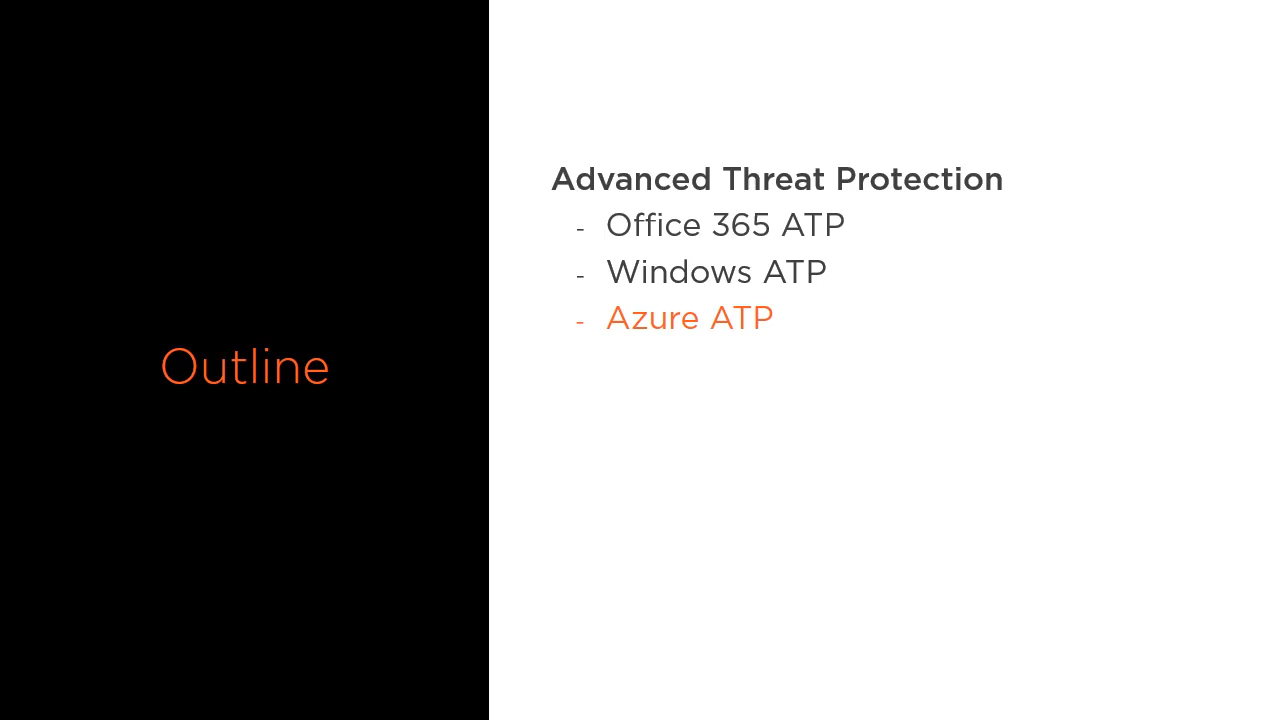 Outline
Advanced Threat Protection
- Office 365 ATP
- Windows ATP
- Azure ATP